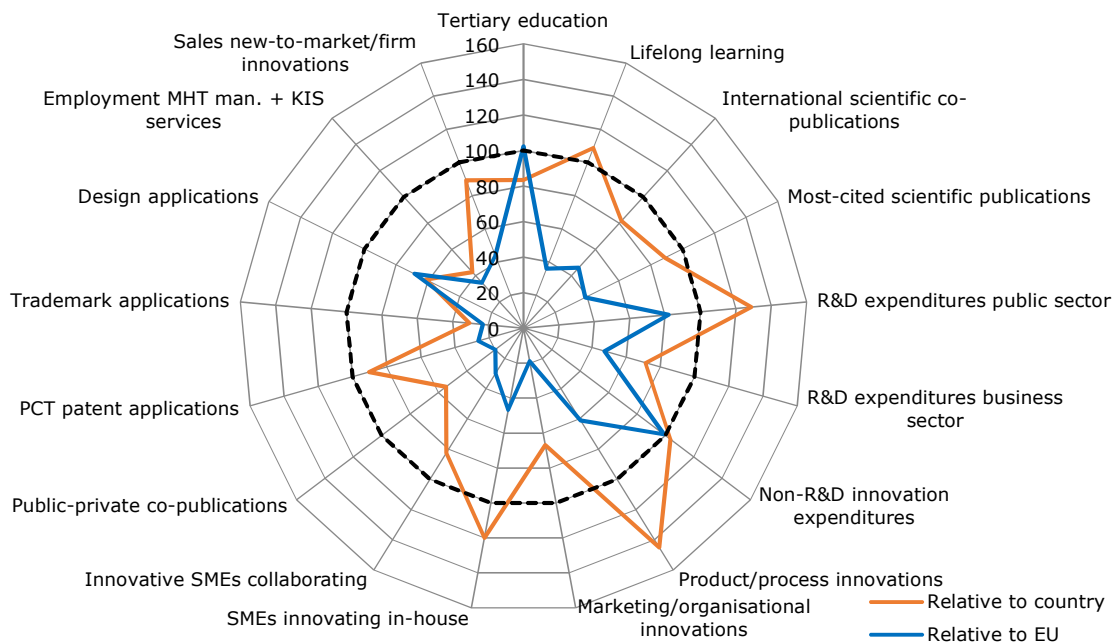 Tertiary education
Sales new-to-market/firm
innovations
Lifelong learning
Employment MHT man. + KIS
services
International scientific co-
publications
Design applications
Most-cited scientific publications
Trademark applications
R&D expenditures public sector
PCT patent applications
R&D expenditures business
sector
Public-private co-publications
Non-R&D innovation
expenditures
Innovative SMEs collaborating
Product/process innovations
SMEs innovating in-house
Marketing/organisational
innovations
160
140
120
100
80
60
40
20
0
Relative to country
Relative to EU